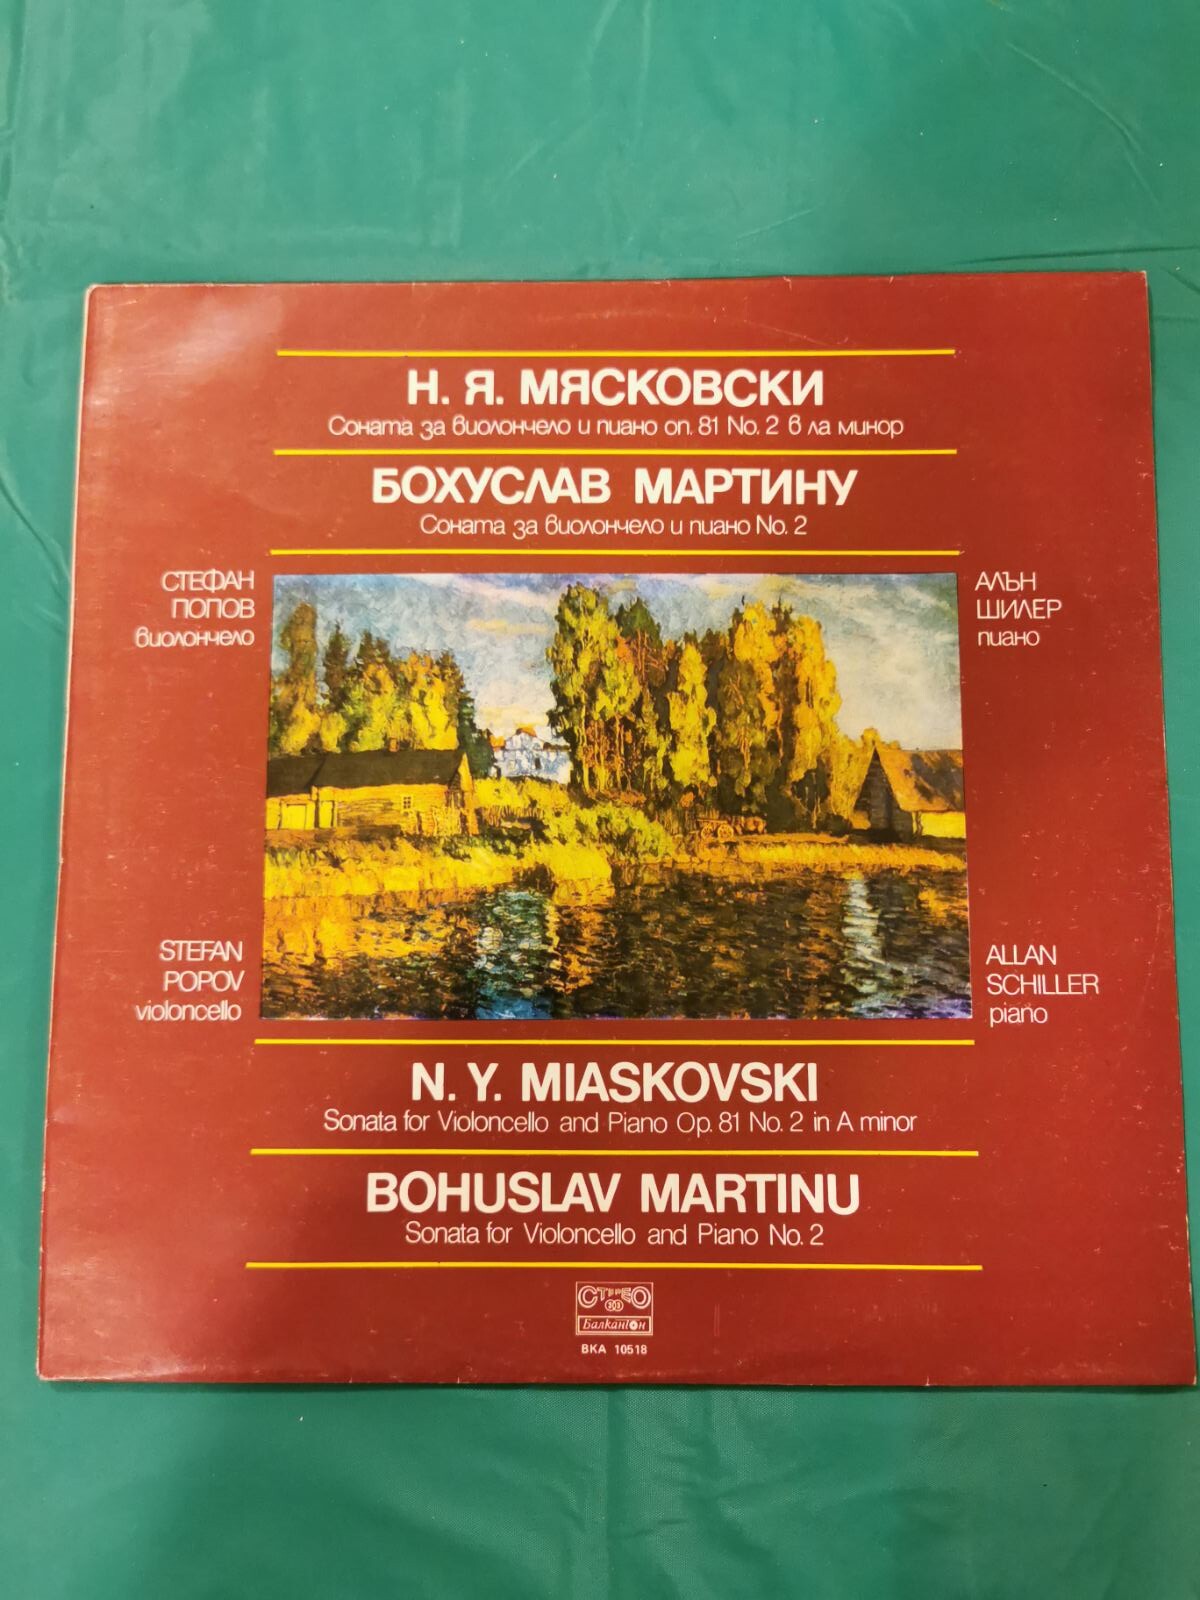 Н. Я. МЯСКОВСКИ
Соната за виолончело и пиано оп. 81 No. 2 в ла минор
БОХУСЛАВ МАРТИНУ
Соната за виолончело и пиано No. 2
СТЕФАН
ПОПОВ
виолончело
АЛЪН
ШИЛЕР
пиано
STEFAN
POPOV
violoncello
ALLAN
SCHILLER
piano
N. Y. MIASKOVSKI
Sonata for Violoncello and Piano Op. 81 No. 2 in A minor
BOHUSLAV MARTINU
Sonata for Violoncello and Piano No. 2
СТЕРЕО
33
Балкантон
BKA 10518